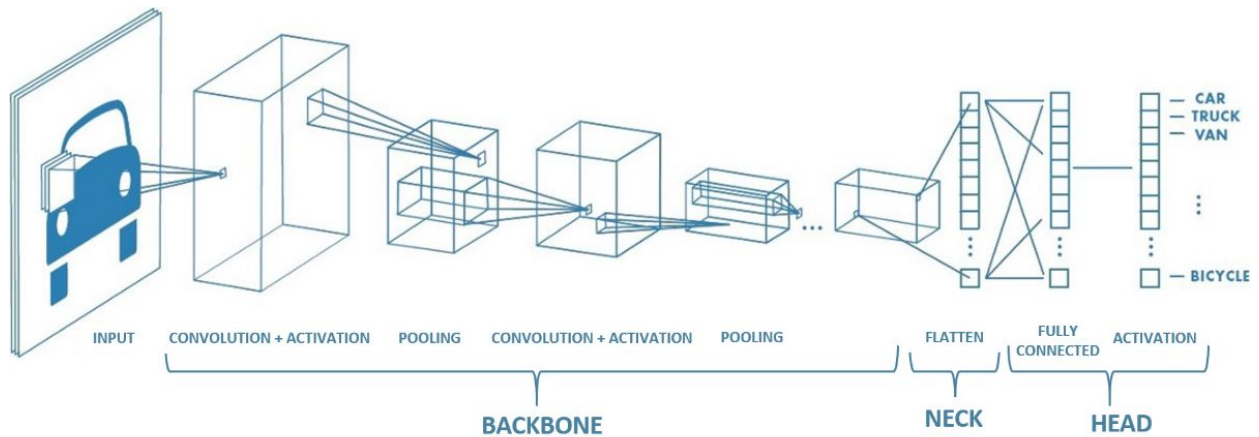 CAR
TRUCK
VAN
BICYCLE
INPUT
CONVOLUTION + ACTIVATION
POOLING
CONVOLUTION + ACTIVATION
POOLING
FLATTEN
FULLY
CONNECTED
ACTIVATION
BACKBONE
NECK
HEAD